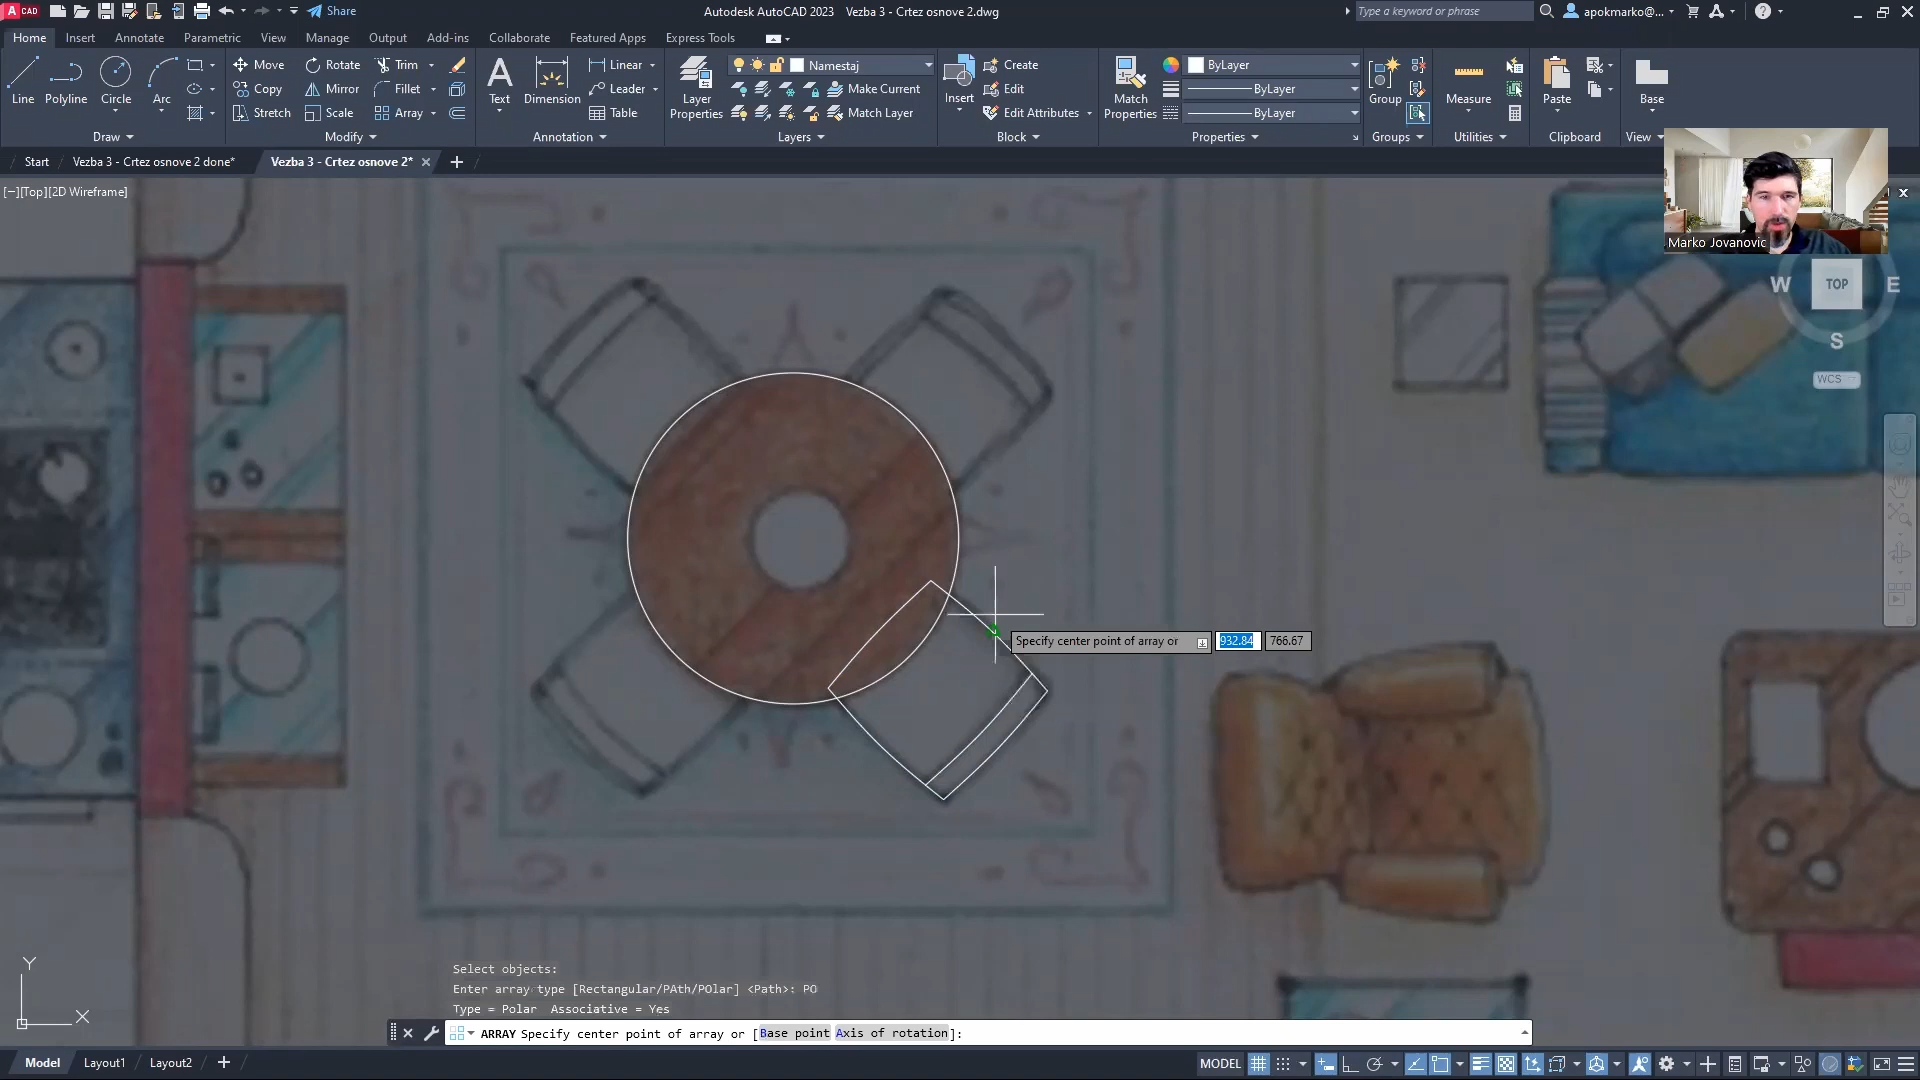 A CAD
Share
Autodesk AutoCAD 2023 Vezba 3 - Crtez osnove 2.dwg
Type a keyword or phrase
apokmarko@...
Home Insert Annotate Parametric View Manage Output Add-ins Collaborate Featured Apps Express Tools
Line Polyline Circle Arc
Move Rotate Trim
Copy Mirror Fillet
Stretch Scale Array
Text Dimension
Linear
Leader
Table
Layer Properties
Namestaj
Make Current
Match Layer
Insert
Create
Edit
Edit Attributes
Match Properties
ByLayer
ByLayer
ByLayer
Group
Measure
Paste
Base
Draw Modify Annotation Layers Block Properties Groups Utilities Clipboard View
Start Vezba 3 - Crtez osnove 2 done* Vezba 3 - Crtez osnove 2*
[−][Top][2D Wireframe]
Marko Jovanovic
W TOP E
S
WCS
Specify center point of array or 932.84 766.67
Y
X
Select objects:
Enter array type [Rectangular/PAth/POlar] <Path>: PO
Type = Polar Associative = Yes
ARRAY Specify center point of array or [Base point Axis of rotation]:
Model Layout1 Layout2
MODEL